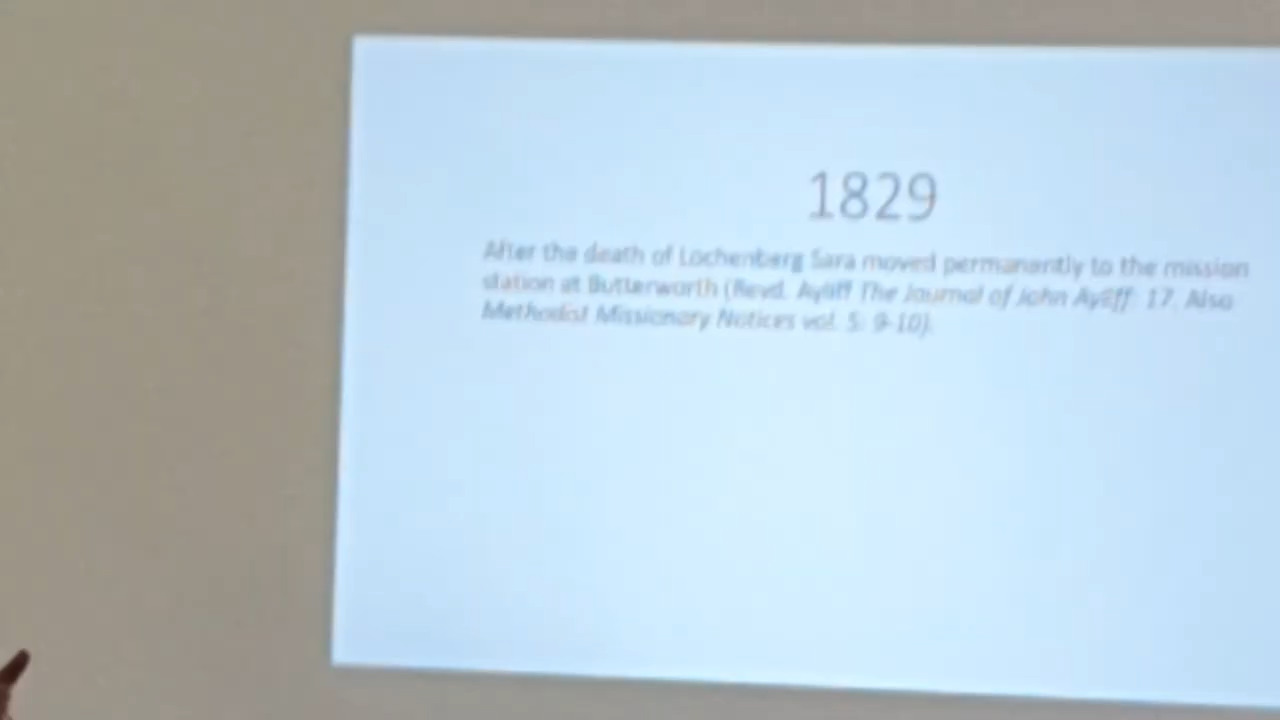 1829
After the death of Lochenberg Sara moved permanently to the mission
station at Butterworth (Revd. Ayliff The Journal of John Ayliff: 17. Also
Methodist Missionary Notices vol. 5: 9-10).